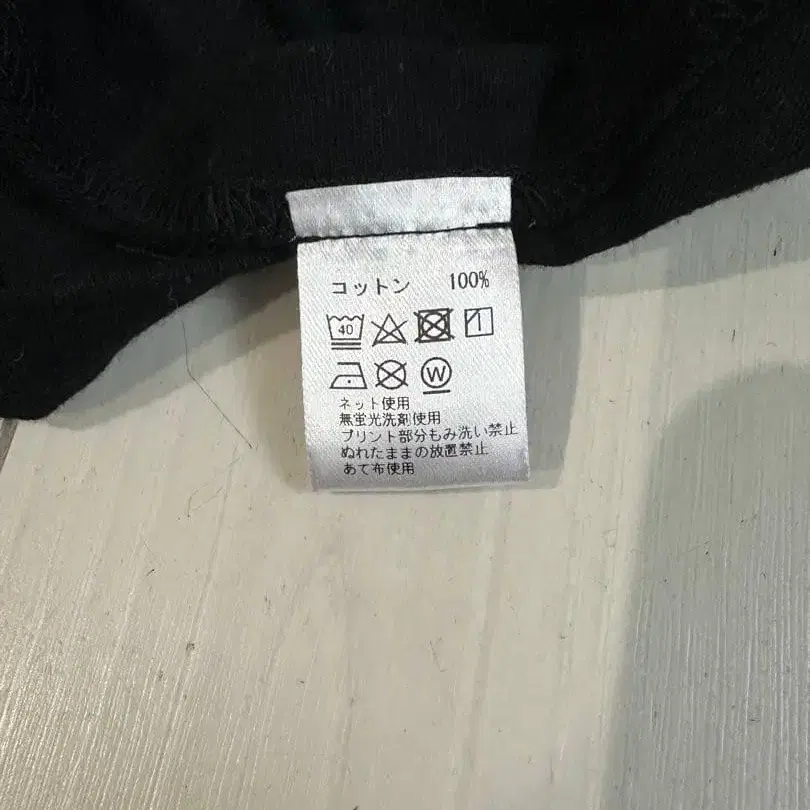 コットン 100%
40
W
ネット使用
無蛍光洗剤使用
プリント部分もみ洗い禁止
ぬれたままの放置禁止
あて布使用